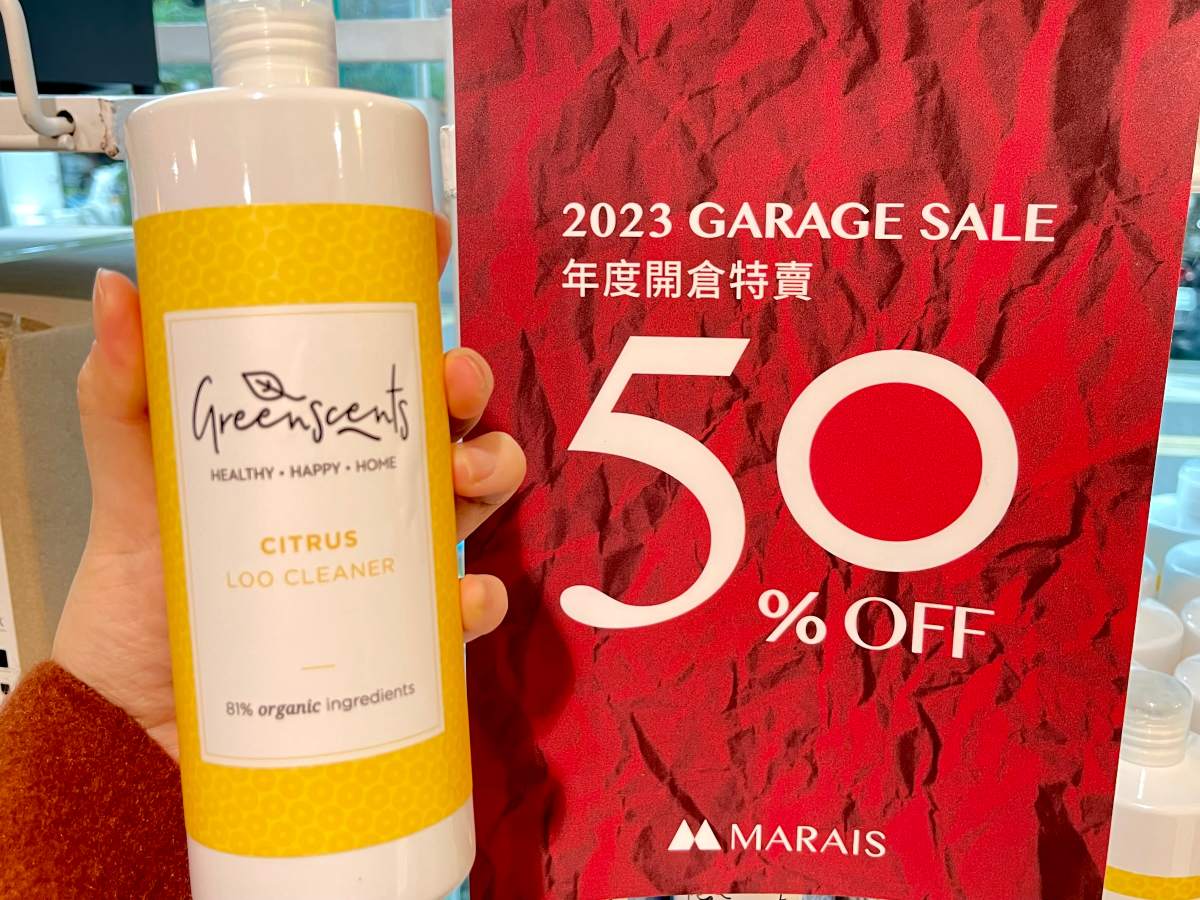 Greenscents
HEALTHY • HAPPY • HOME
CITRUS
LOO CLEANER
81% organic ingredients
2023 GARAGE SALE
年度開倉特賣
50
% OFF
MARAIS